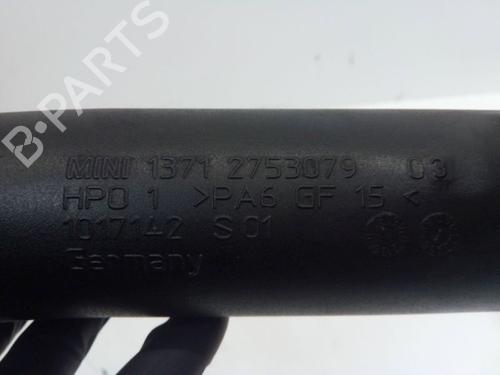 B-PARTS
MINI 1371 2753079 03
HPO 1 >PA6 GF 15<
1017142 S 01
Germany